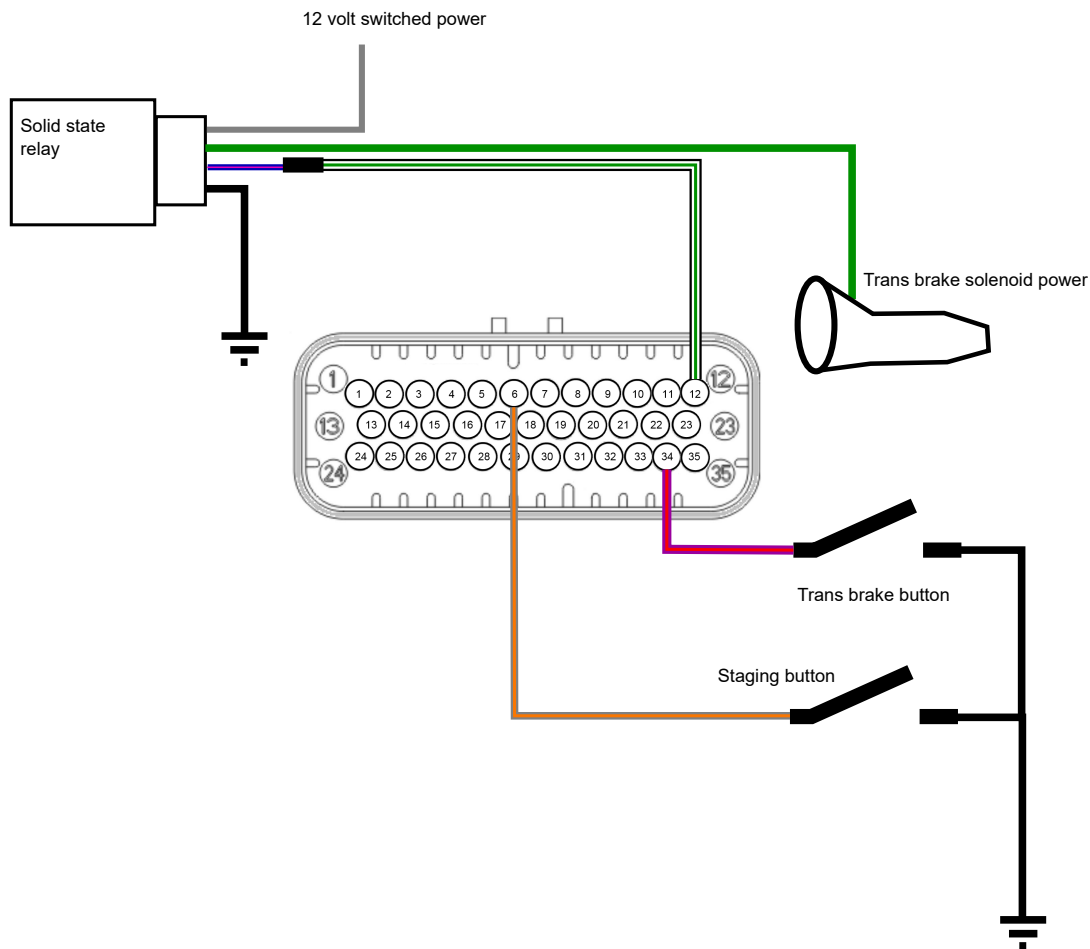 12 volt switched power
Solid state
relay
Trans brake solenoid power
1 12
1 2 3 4 5 6 7 8 9 10 11 12
13 13 14 15 16 17 18 19 20 21 22 23 23
24 25 26 27 28 29 30 31 32 33 34 35
24 35
Trans brake button
Staging button